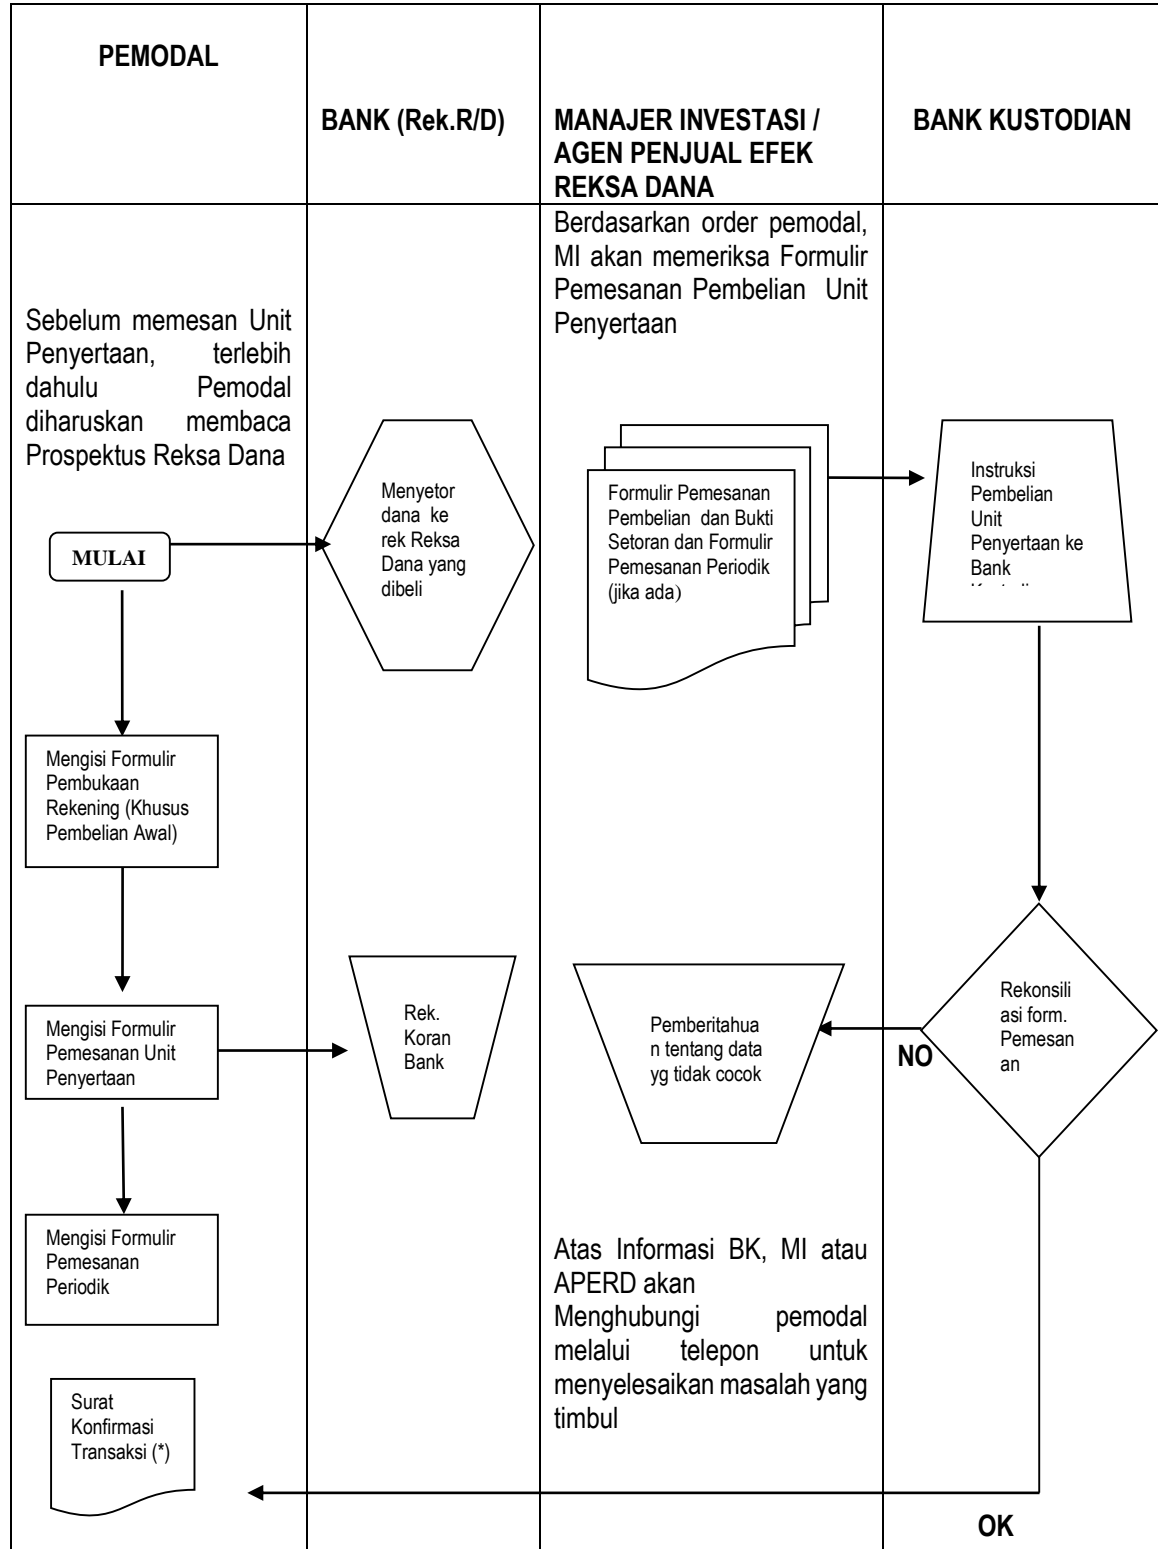 PEMODAL
BANK (Rek.R/D)
MANAJER INVESTASI /
AGEN PENJUAL EFEK
REKSA DANA
BANK KUSTODIAN
Sebelum memesan Unit
Penyertaan, terlebih
dahulu Pemodal
diharuskan membaca
Prospektus Reksa Dana
MULAI
Mengisi Formulir
Pembukaan
Rekening (Khusus
Pembelian Awal)
Mengisi Formulir
Pemesanan Unit
Penyertaan
Mengisi Formulir
Pemesanan
Periodik
Surat
Konfirmasi
Transaksi (*)
Menyetor
dana ke
rek Reksa
Dana yang
dibeli
Rek.
Koran
Bank
Berdasarkan order pemodal,
MI akan memeriksa Formulir
Pemesanan Pembelian Unit
Penyertaan
Formulir Pemesanan
Pembelian dan Bukti
Setoran dan Formulir
Pemesanan Periodik
(jika ada)
Pemberitahua
n tentang data
yg tidak cocok
Atas Informasi BK, MI atau
APERD akan
Menghubungi pemodal
melalui telepon untuk
menyelesaikan masalah yang
timbul
Instruksi
Pembelian
Unit
Penyertaan ke
Bank
Rekonsili
asi form.
Pemesan
an
NO
OK